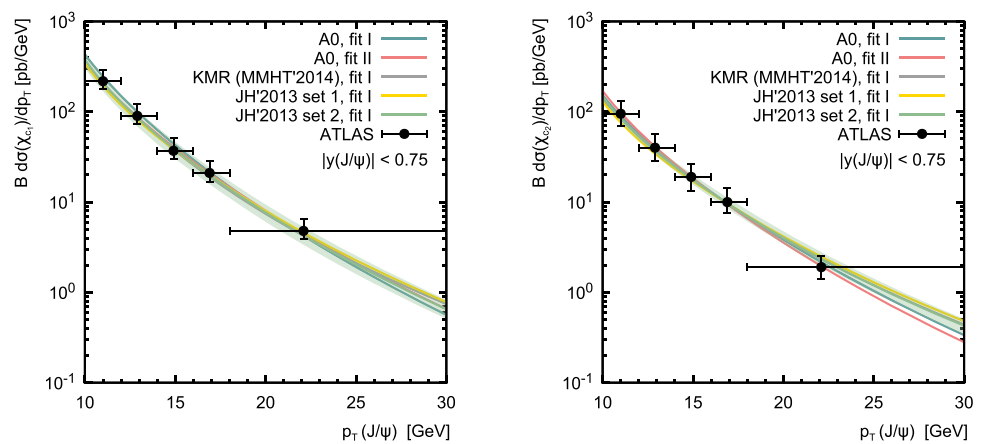 B dσ(χc1)/dpT [pb/GeV]
10³
10²
10¹
10⁰
10⁻¹
A0, fit I
A0, fit II
KMR (MMHT'2014), fit I
JH'2013 set 1, fit I
JH'2013 set 2, fit I
ATLAS
|y(J/ψ)| < 0.75
10 15 20 25 30
pT (J/ψ) [GeV]
B dσ(χc2)/dpT [pb/GeV]
10³
10²
10¹
10⁰
10⁻¹
A0, fit I
A0, fit II
KMR (MMHT'2014), fit I
JH'2013 set 1, fit I
JH'2013 set 2, fit I
ATLAS
|y(J/ψ)| < 0.75
10 15 20 25 30
pT (J/ψ) [GeV]